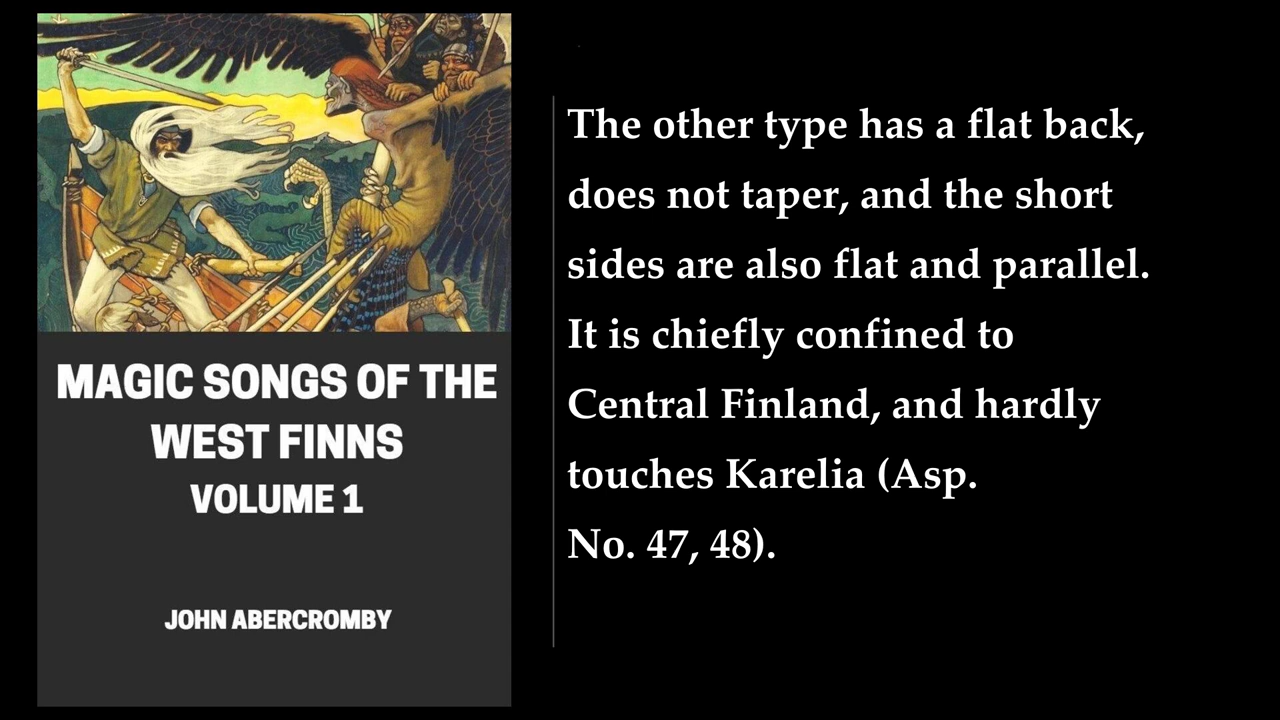 MAGIC SONGS OF THE
WEST FINNS
VOLUME 1
JOHN ABERCROMBY
The other type has a flat back,
does not taper, and the short
sides are also flat and parallel.
It is chiefly confined to
Central Finland, and hardly
touches Karelia (Asp.
No. 47, 48).